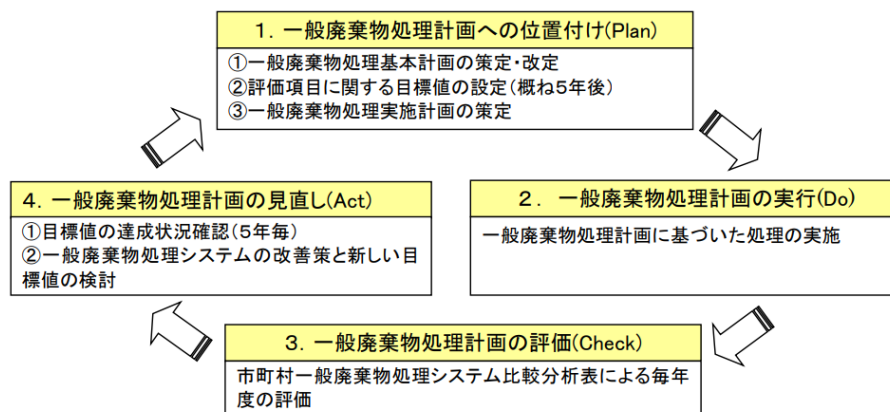 1. 一般廃棄物処理計画への位置付け(Plan)
①一般廃棄物処理基本計画の策定・改定
②評価項目に関する目標値の設定(概ね5年後)
③一般廃棄物処理実施計画の策定
2. 一般廃棄物処理計画の実行(Do)
一般廃棄物処理計画に基づいた処理の実施
3. 一般廃棄物処理計画の評価(Check)
市町村一般廃棄物処理システム比較分析表による毎年
度の評価
4. 一般廃棄物処理計画の見直し(Act)
①目標値の達成状況確認(5年毎)
②一般廃棄物処理システムの改善策と新しい目
標値の検討